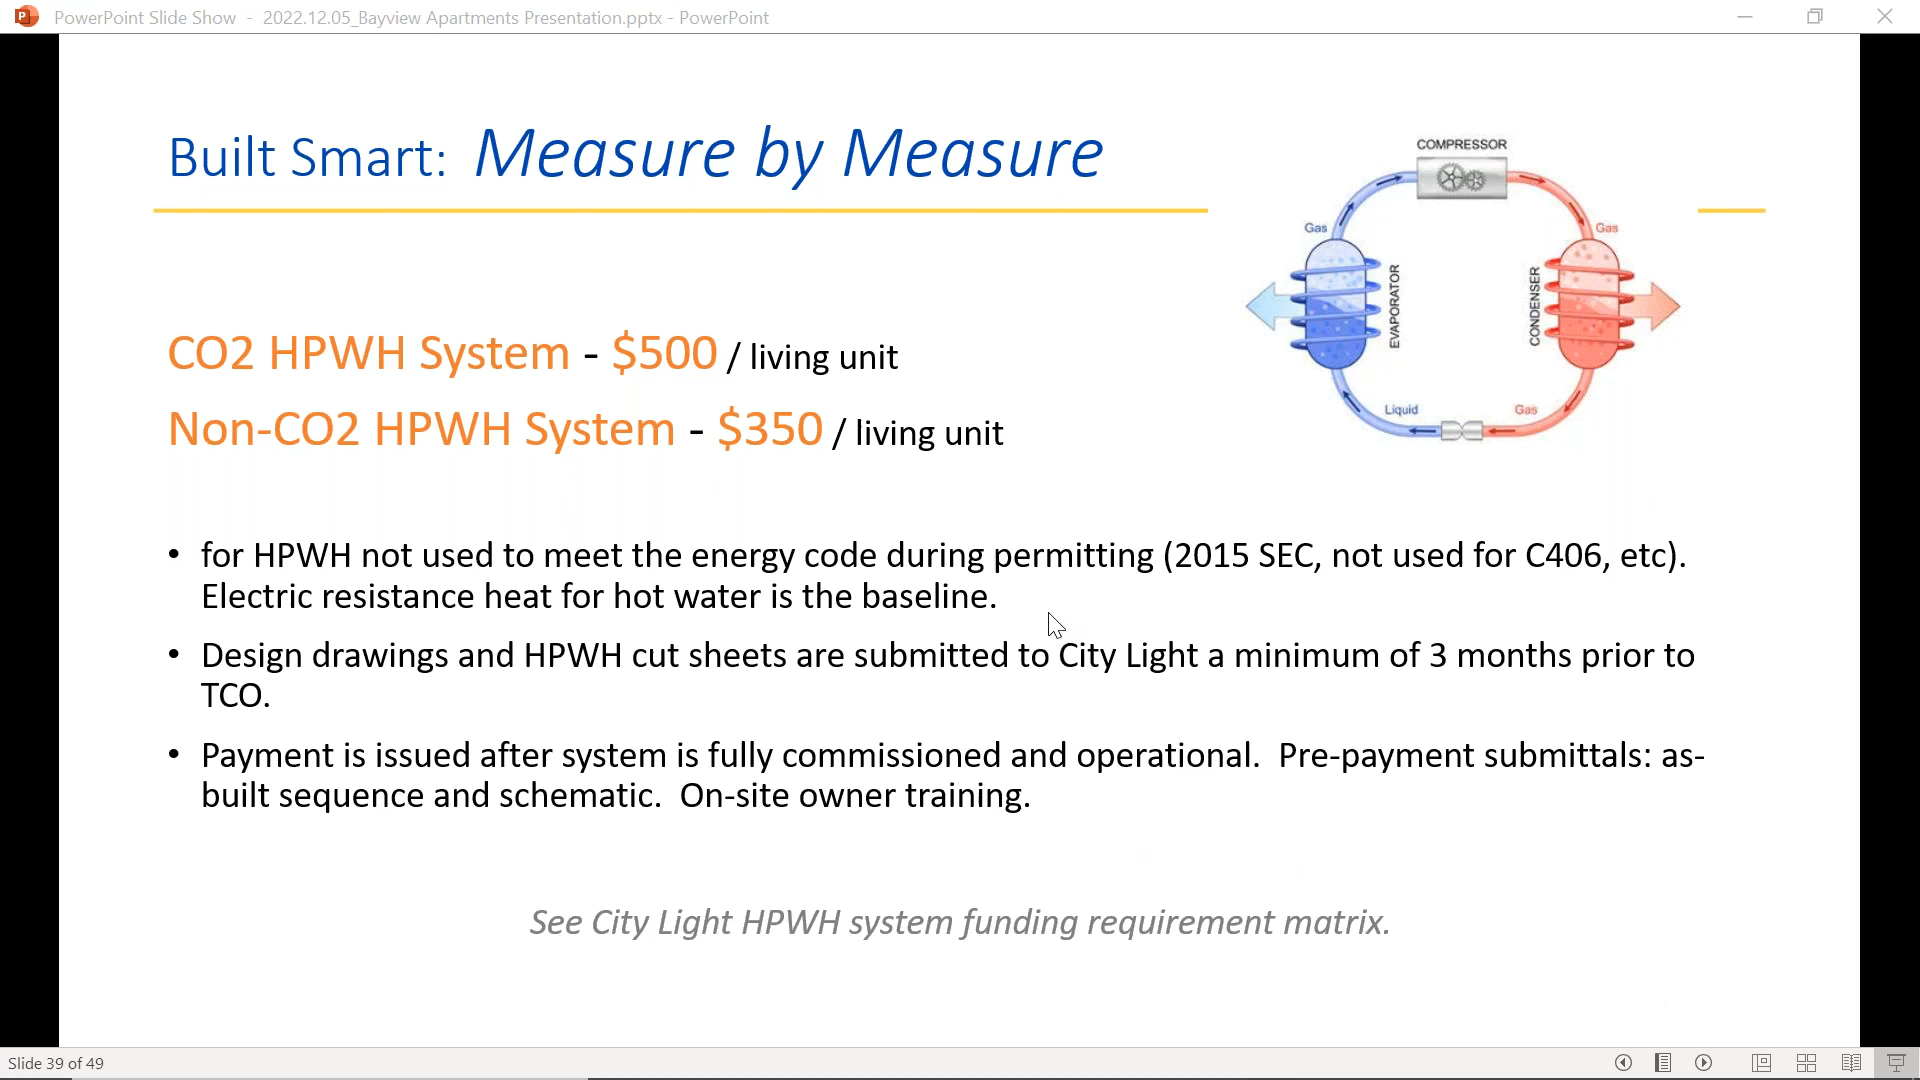 PowerPoint Slide Show - 2022.12.05_Bayview Apartments Presentation.pptx - PowerPoint
Built Smart: Measure by Measure
COMPRESSOR
Gas
Gas
EVAPORATOR
CONDENSER
Liquid
Gas
CO2 HPWH System - $500 / living unit
Non-CO2 HPWH System - $350 / living unit
• for HPWH not used to meet the energy code during permitting (2015 SEC, not used for C406, etc).
Electric resistance heat for hot water is the baseline.
• Design drawings and HPWH cut sheets are submitted to City Light a minimum of 3 months prior to
TCO.
• Payment is issued after system is fully commissioned and operational. Pre-payment submittals: as-
built sequence and schematic. On-site owner training.
See City Light HPWH system funding requirement matrix.
Slide 39 of 49